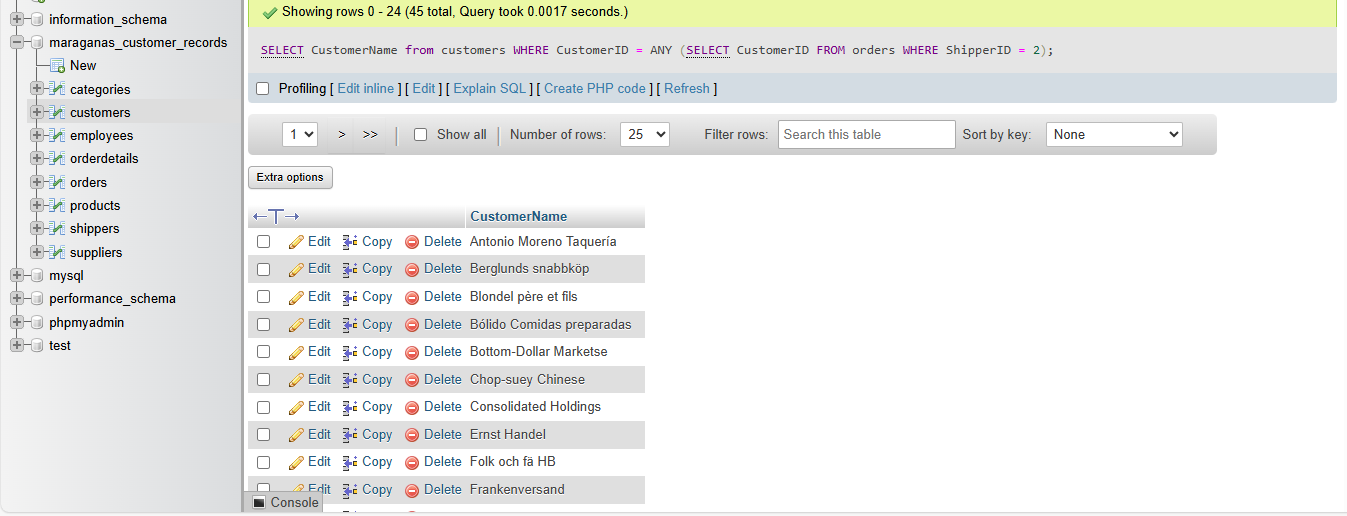 information_schema
maraganas_customer_records
New
categories
customers
employees
orderdetails
orders
products
shippers
suppliers
mysql
performance_schema
phpmyadmin
test
Showing rows 0 - 24 (45 total, Query took 0.0017 seconds.)
SELECT CustomerName from customers WHERE CustomerID = ANY (SELECT CustomerID FROM orders WHERE ShipperID = 2);
Profiling [ Edit inline ] [ Edit ] [ Explain SQL ] [ Create PHP code ] [ Refresh ]
1 > >> Show all Number of rows: 25 Filter rows: Search this table Sort by key: None
Extra options
←T→ CustomerName
Edit Copy Delete Antonio Moreno Taquería
Edit Copy Delete Berglunds snabbköp
Edit Copy Delete Blondel père et fils
Edit Copy Delete Bólido Comidas preparadas
Edit Copy Delete Bottom-Dollar Marketse
Edit Copy Delete Chop-suey Chinese
Edit Copy Delete Consolidated Holdings
Edit Copy Delete Ernst Handel
Edit Copy Delete Folk och fä HB
Edit Copy Delete Frankenversand
Console